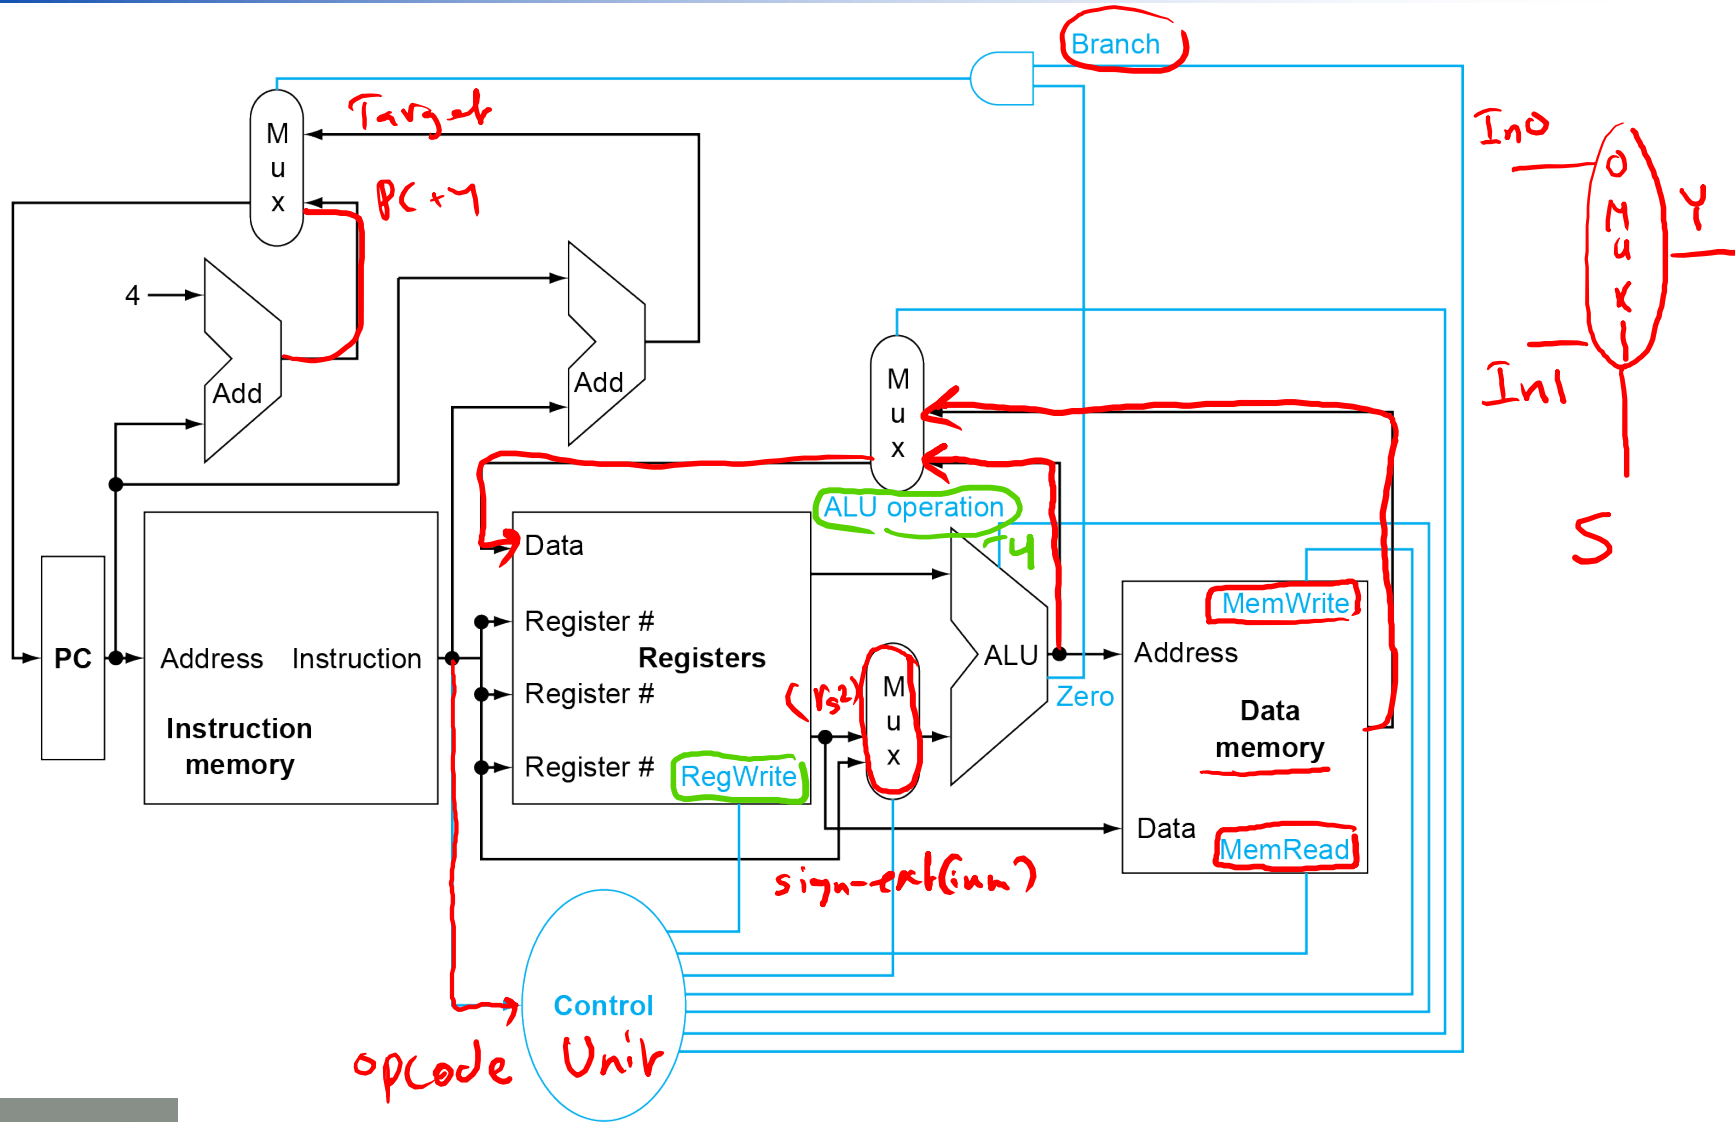 Branch
Target
In0
M
u
x
PC+4
0
M
u
x
1
Y
4
Add
Add
M
u
x
In1
S
ALU operation
4
Data
MemWrite
PC
Address
Instruction
Register #
Registers
ALU
Address
Register #
(rs2)
M
u
x
Zero
Instruction
memory
Data
memory
Register #
RegWrite
Data
MemRead
sign-ext(imm)
Control
Unit
opcode